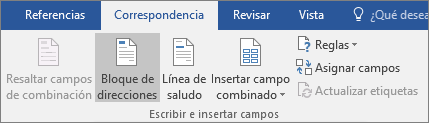 Referencias Correspondencia Revisar Vista ¿Qué desea
Resaltar campos de combinación
Bloque de direcciones
Línea de saludo
Insertar campo combinado
Reglas
Asignar campos
Actualizar etiquetas
Escribir e insertar campos